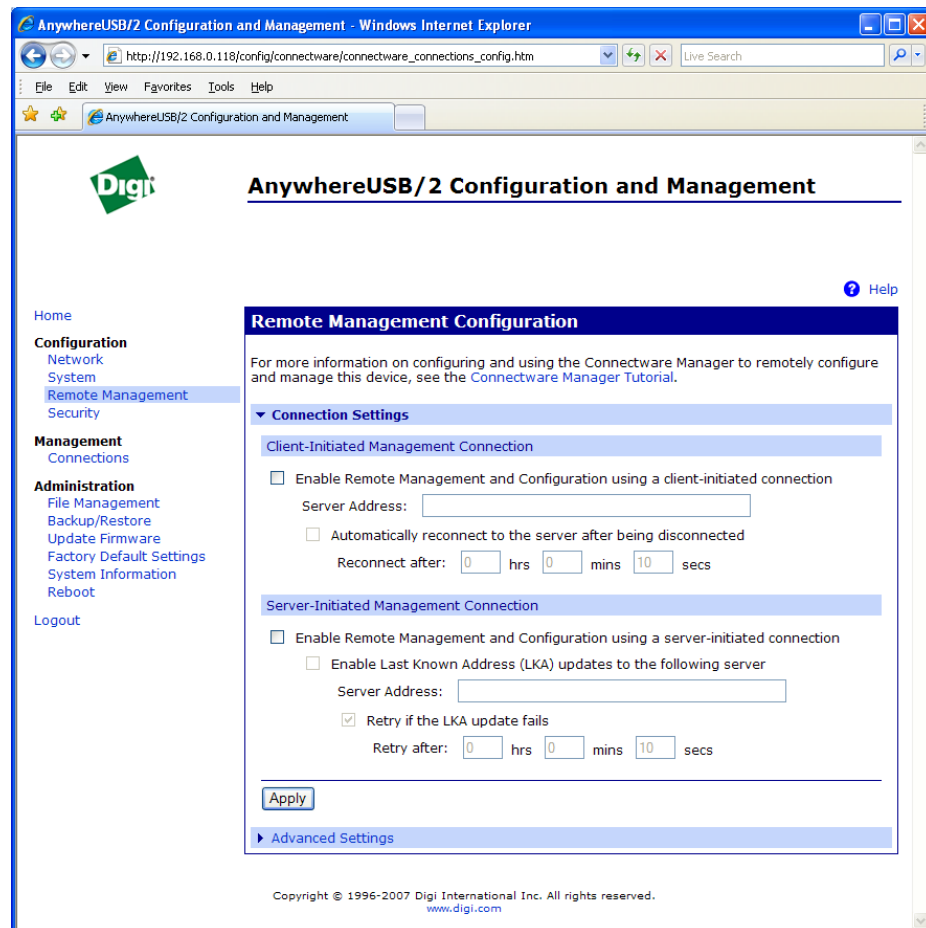 AnywhereUSB/2 Configuration and Management - Windows Internet Explorer
http://192.168.0.118/config/connectware/connectware_connections_config.htm
Live Search
File Edit View Favorites Tools Help
AnywhereUSB/2 Configuration and Management
Digi
AnywhereUSB/2 Configuration and Management
Help
Home
Configuration
Network
System
Remote Management
Security
Management
Connections
Administration
File Management
Backup/Restore
Update Firmware
Factory Default Settings
System Information
Reboot
Logout
Remote Management Configuration
For more information on configuring and using the Connectware Manager to remotely configure
and manage this device, see the Connectware Manager Tutorial.
Connection Settings
Client-Initiated Management Connection
Enable Remote Management and Configuration using a client-initiated connection
Server Address:
Automatically reconnect to the server after being disconnected
Reconnect after: 0 hrs 0 mins 10 secs
Server-Initiated Management Connection
Enable Remote Management and Configuration using a server-initiated connection
Enable Last Known Address (LKA) updates to the following server
Server Address:
Retry if the LKA update fails
Retry after: 0 hrs 0 mins 10 secs
Apply
Advanced Settings
Copyright © 1996-2007 Digi International Inc. All rights reserved.
www.digi.com